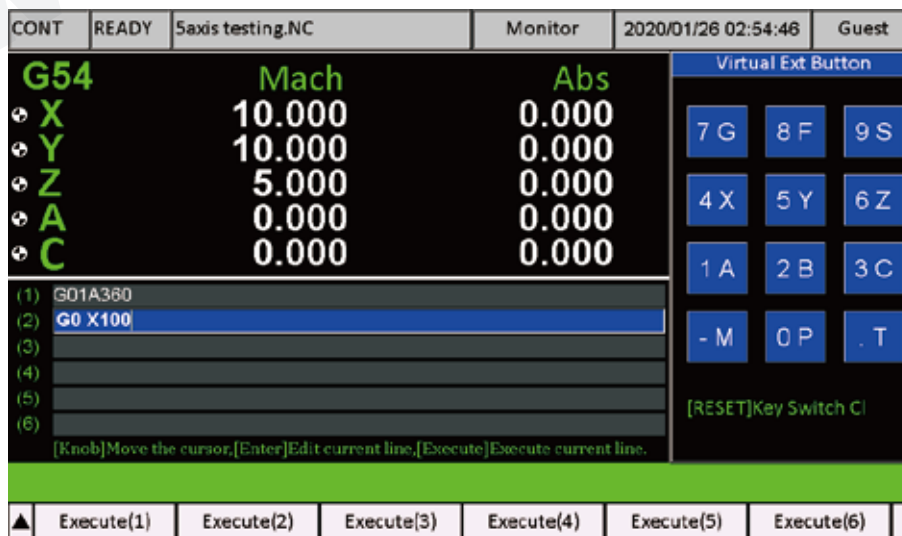 CONT READY 5axis testing.NC Monitor 2020/01/26 02:54:46 Guest
G54 Mach Abs
X 10.000 0.000
Y 10.000 0.000
Z 5.000 0.000
A 0.000 0.000
C 0.000 0.000
(1) G01A360
(2) G0 X100
(3)
(4)
(5)
(6)
[Knob]Move the cursor,[Enter]Edit current line,[Execute]Execute current line.
Virtual Ext Button
7 G 8 F 9 S
4 X 5 Y 6 Z
1 A 2 B 3 C
- M 0 P . T
[RESET]Key Switch Cl
▲ Execute(1) Execute(2) Execute(3) Execute(4) Execute(5) Execute(6)